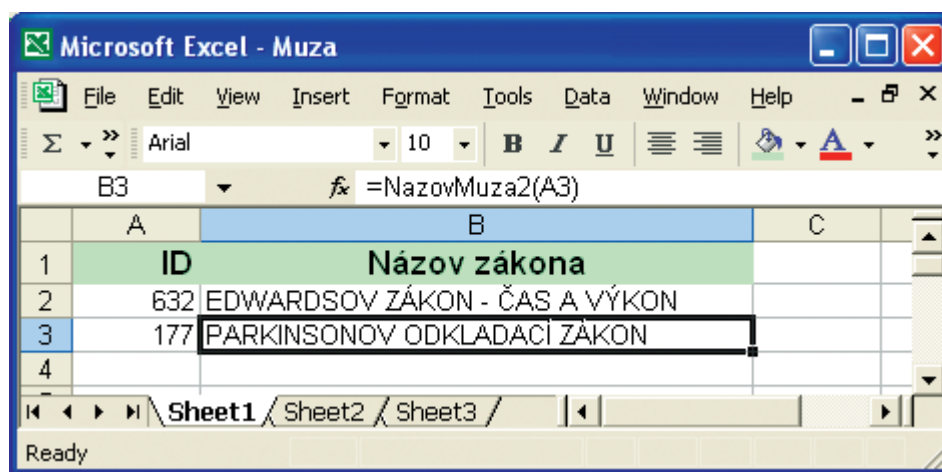 Microsoft Excel - Muza
File Edit View Insert Format Tools Data Window Help
Σ Arial 10 B I U A
B3 fx =NazovMuza2(A3)
A B C
1 ID Názov zákona
2 632 EDWARDSOV ZÁKON - ČAS A VÝKON
3 177 PARKINSONOV ODKLADACÍ ZÁKON
4
Sheet1 Sheet2 Sheet3
Ready